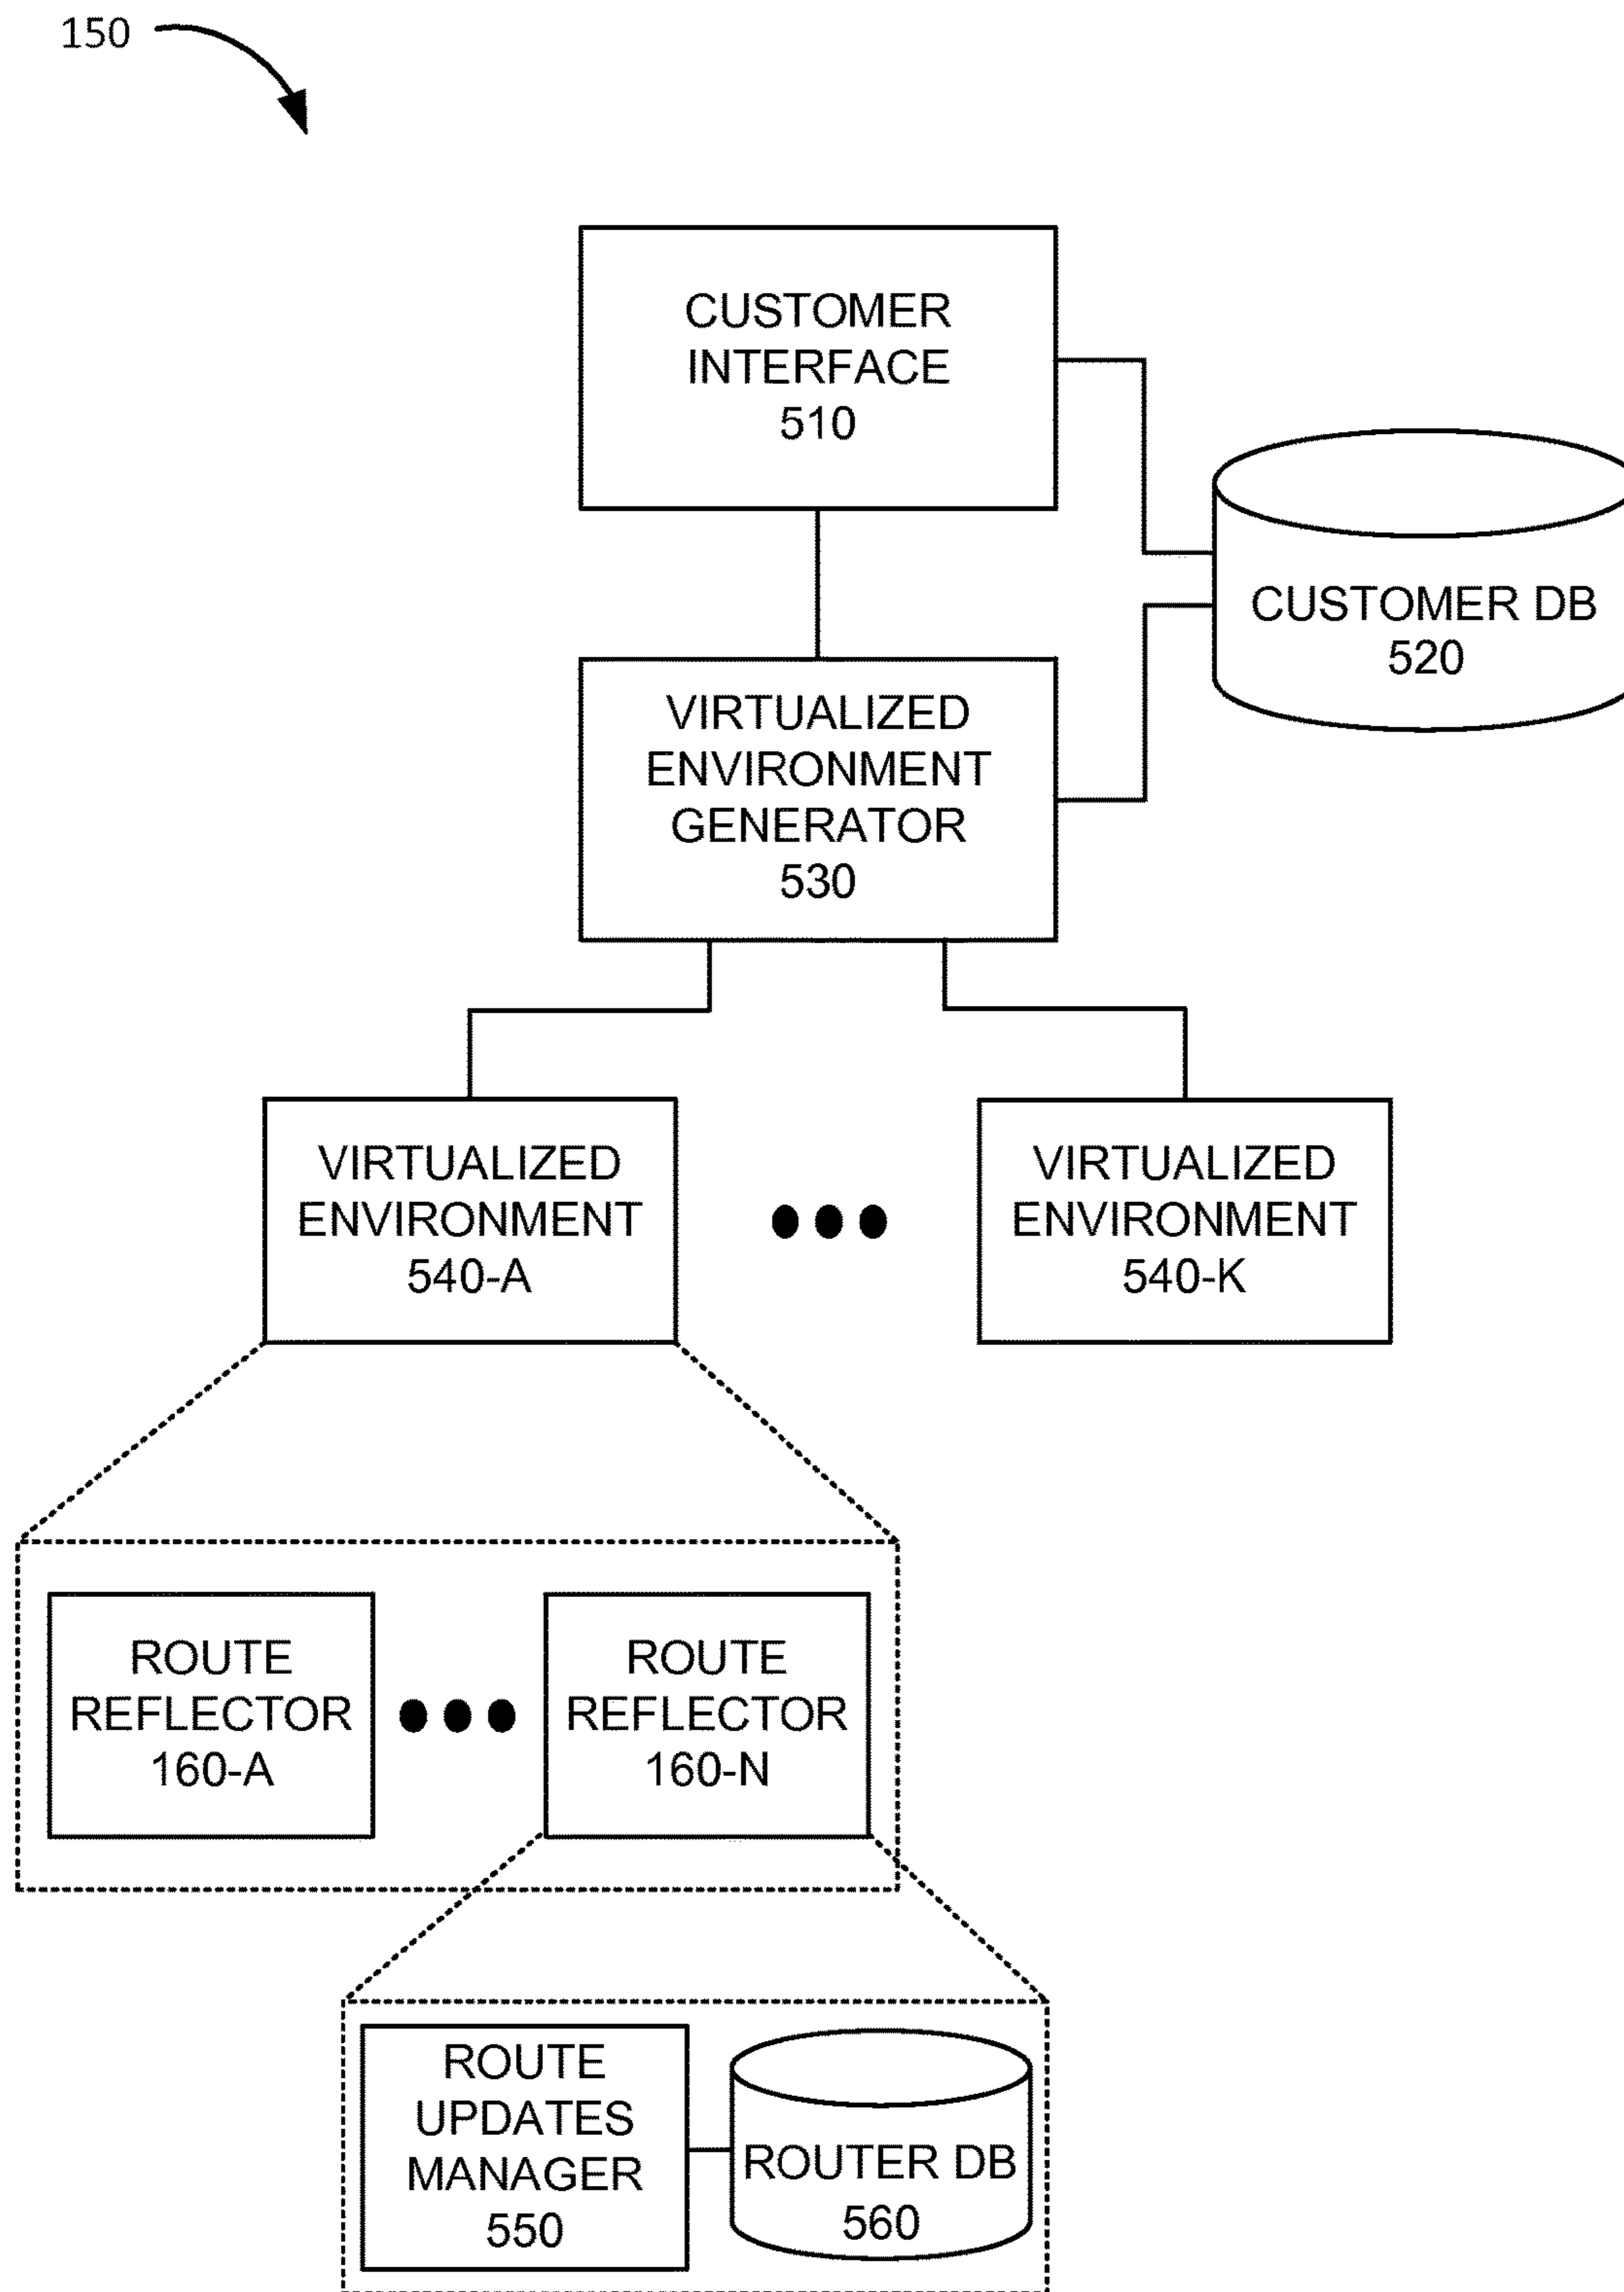 150
CUSTOMER
INTERFACE
510
CUSTOMER DB
520
VIRTUALIZED
ENVIRONMENT
GENERATOR
530
VIRTUALIZED
ENVIRONMENT
540-A
VIRTUALIZED
ENVIRONMENT
540-K
ROUTE
REFLECTOR
160-A
ROUTE
REFLECTOR
160-N
ROUTE
UPDATES
MANAGER
550
ROUTER DB
560